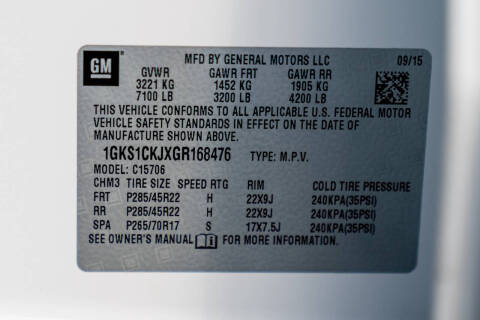 GM
MFD BY GENERAL MOTORS LLC 09/15
GVWR GAWR FRT GAWR RR
3221 KG 1452 KG 1905 KG
7100 LB 3200 LB 4200 LB
THIS VEHICLE CONFORMS TO ALL APPLICABLE U.S. FEDERAL MOTOR
VEHICLE SAFETY STANDARDS IN EFFECT ON THE DATE OF
MANUFACTURE SHOWN ABOVE.
1GKS1CKJXGR168476 TYPE: M.P.V.
MODEL: C15706
CHM3 TIRE SIZE SPEED RTG RIM COLD TIRE PRESSURE
FRT P285/45R22 H 22X9J 240KPA(35PSI)
RR P285/45R22 H 22X9J 240KPA(35PSI)
SPA P265/70R17 S 17X7.5J 240KPA(35PSI)
SEE OWNER'S MANUAL FOR MORE INFORMATION.